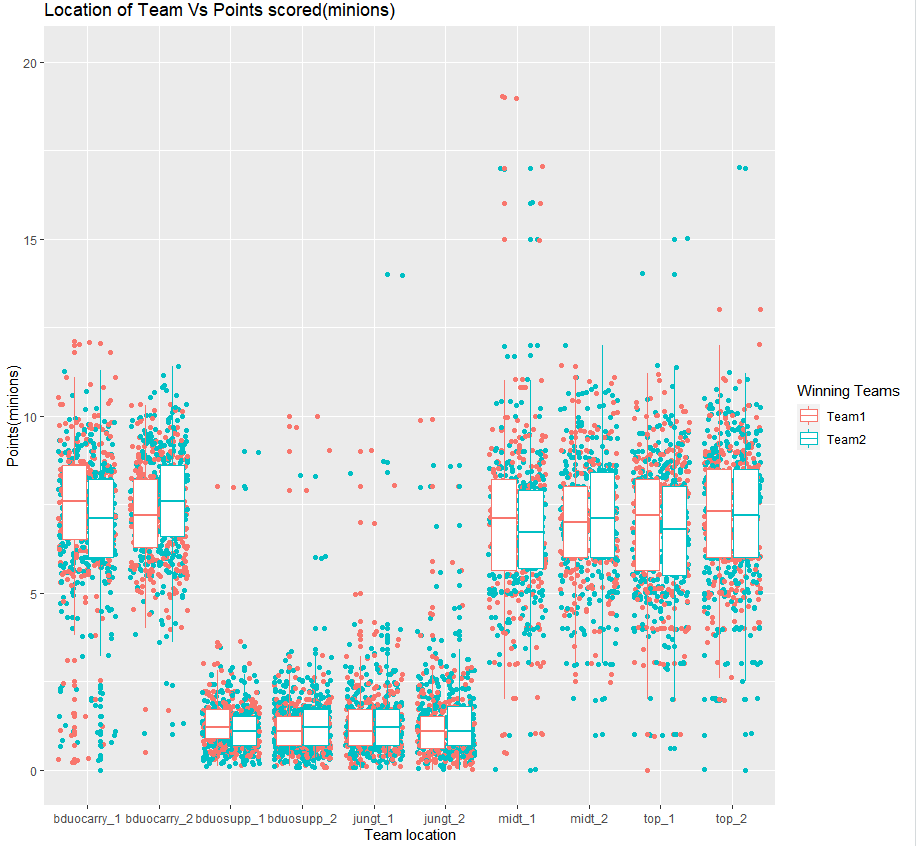 Location of Team Vs Points scored(minions)
20
15
10
5
0
Points(minions)
bduocarry_1 bduocarry_2 bduosupp_1 bduosupp_2 jungt_1 jungt_2 midt_1 midt_2 top_1 top_2
Team location
Winning Teams
Team1
Team2